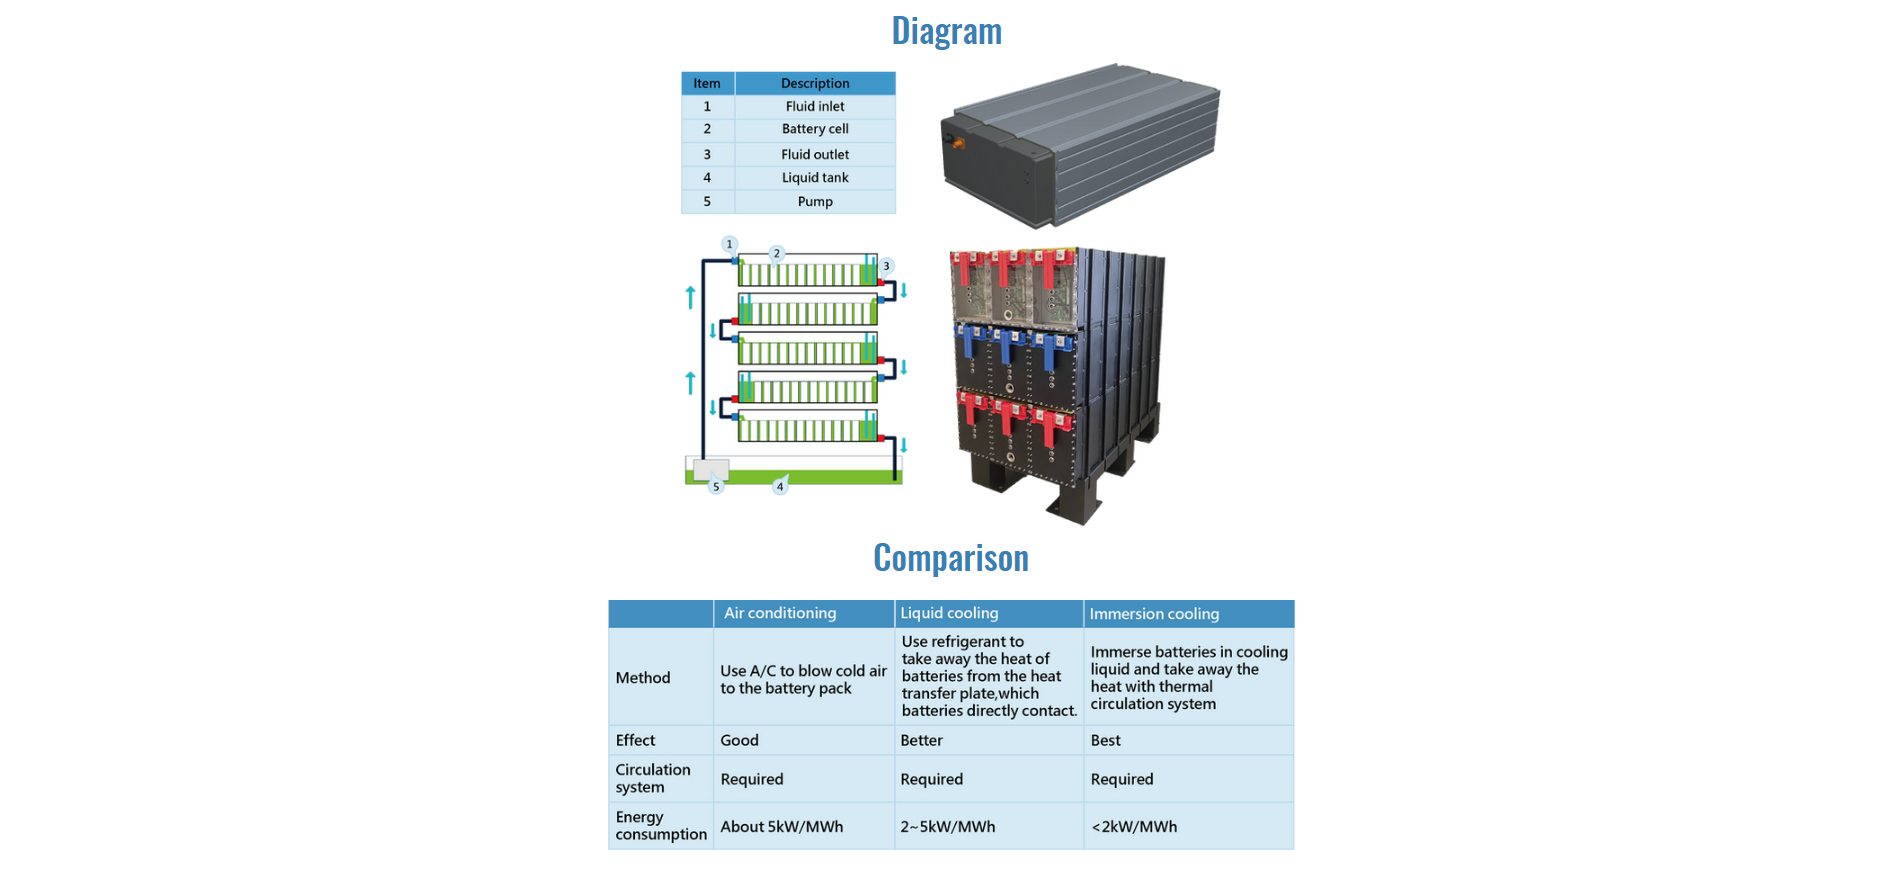 Diagram
Item Description
1 Fluid inlet
2 Battery cell
3 Fluid outlet
4 Liquid tank
5 Pump
1
2
3
5
4
Comparison
Air conditioning Liquid cooling Immersion cooling
Method
Use A/C to blow cold air
to the battery pack
Use refrigerant to
take away the heat of
batteries from the heat
transfer plate,which
batteries directly contact.
Immerse batteries in cooling
liquid and take away the
heat with thermal
circulation system
Effect Good Better Best
Circulation
system
Required Required Required
Energy
consumption
About 5kW/MWh 2~5kW/MWh <2kW/MWh